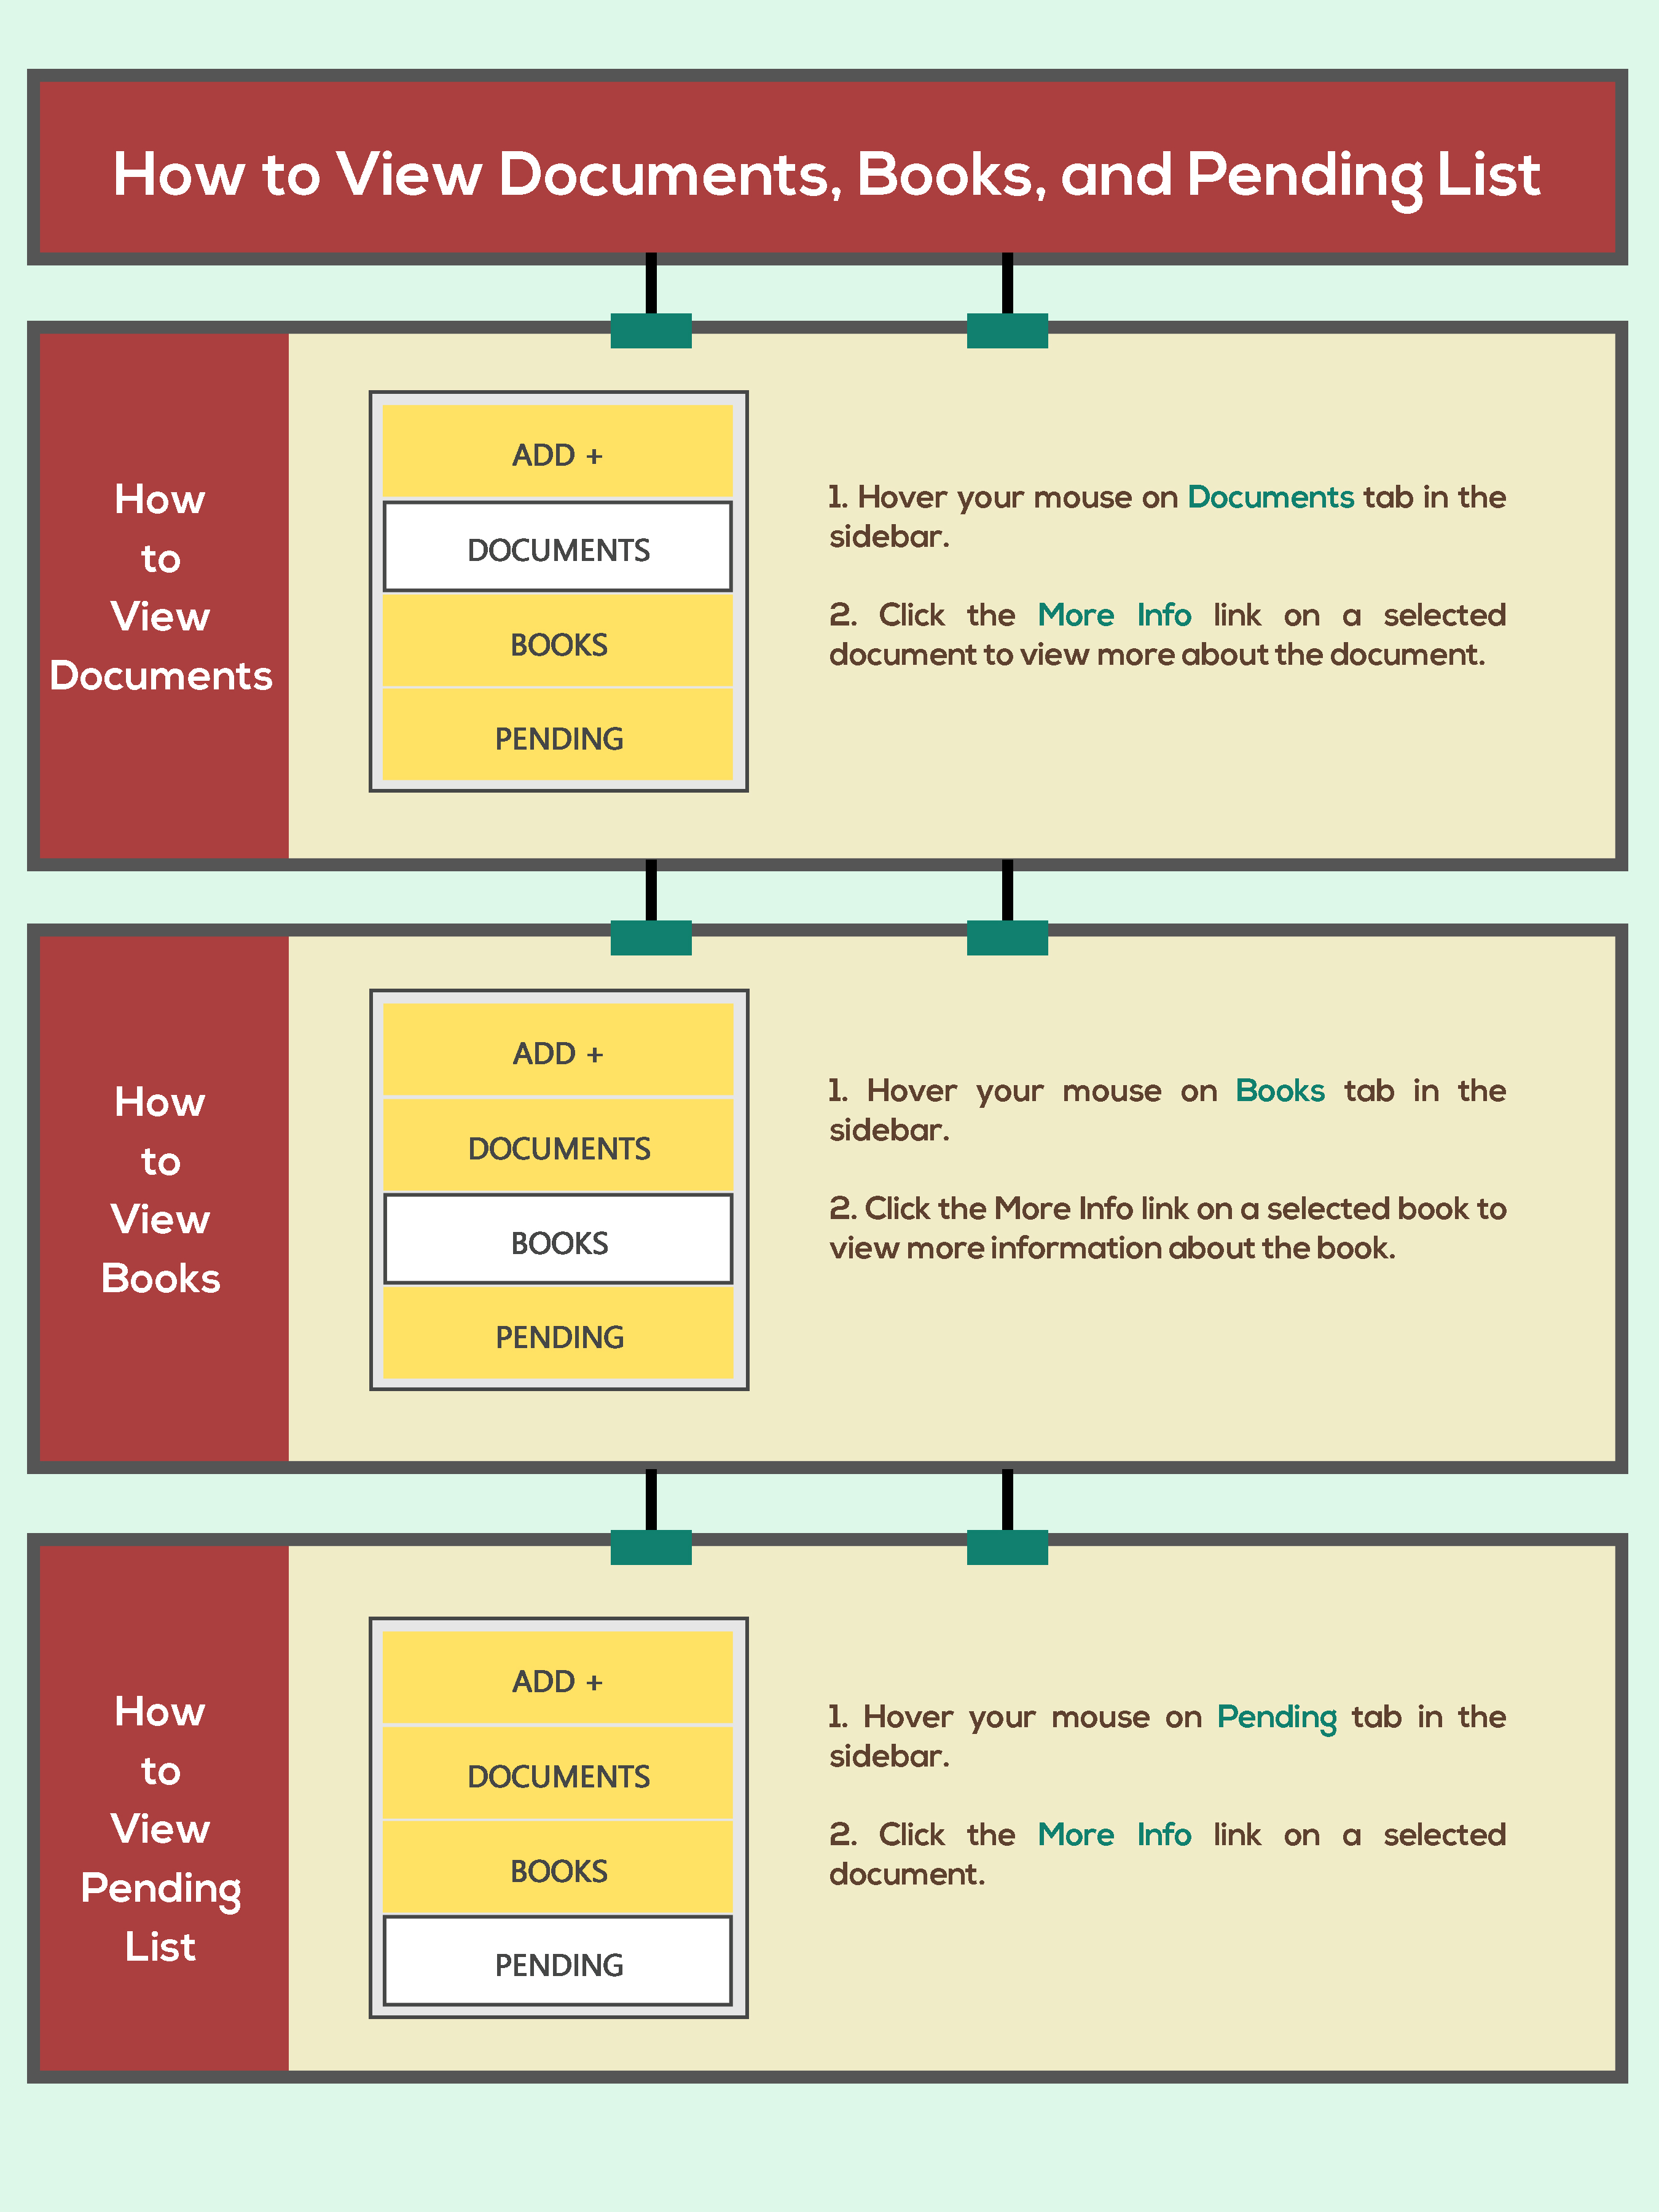 How to View Documents, Books, and Pending List
How
to
View
Documents
ADD +
DOCUMENTS
BOOKS
PENDING
1. Hover your mouse on Documents tab in the
sidebar.
2. Click the More Info link on a selected
document to view more about the document.
How
to
View
Books
ADD +
DOCUMENTS
BOOKS
PENDING
1. Hover your mouse on Books tab in the
sidebar.
2. Click the More Info link on a selected book to
view more information about the book.
How
to
View
Pending
List
ADD +
DOCUMENTS
BOOKS
PENDING
1. Hover your mouse on Pending tab in the
sidebar.
2. Click the More Info link on a selected
document.